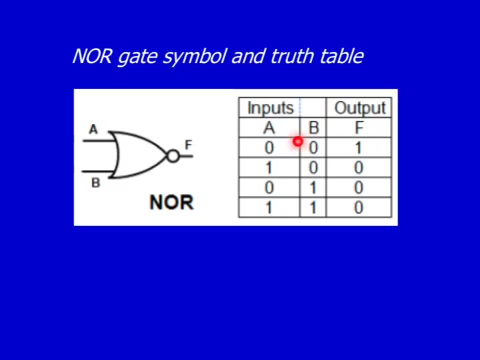 NOR gate symbol and truth table
Inputs Output
A B F
0 0 1
1 0 0
0 1 0
1 1 0
A
F
B
NOR